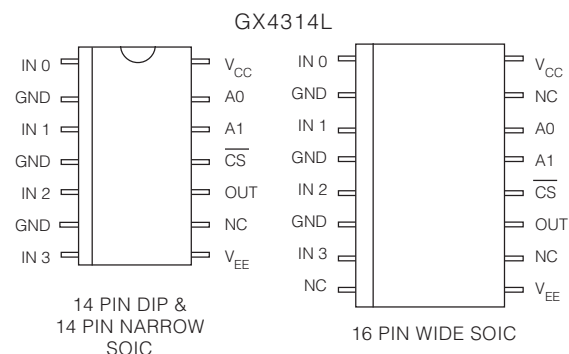 GX4314L
IN 0
GND
IN 1
GND
IN 2
GND
IN 3
VCC
A0
A1
CS
OUT
NC
VEE
14 PIN DIP &
14 PIN NARROW
SOIC
IN 0
GND
IN 1
GND
IN 2
GND
IN 3
NC
VCC
NC
A0
A1
CS
OUT
NC
VEE
16 PIN WIDE SOIC